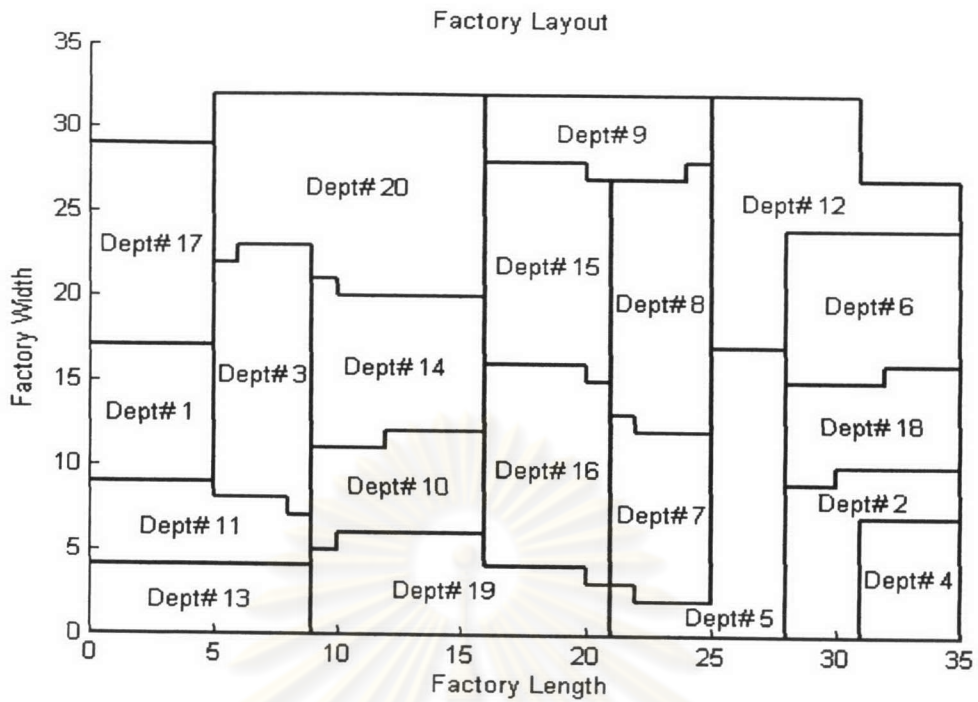 Factory Layout
35
30
25
20
15
10
5
0
Factory Width
Dept# 9
Dept# 20
Dept# 12
Dept# 17
Dept# 15
Dept# 8
Dept# 6
Dept# 3
Dept# 14
Dept# 1
Dept# 18
Dept# 16
Dept# 10
Dept# 7
Dept# 2
Dept# 11
Dept# 4
Dept# 19
Dept# 13
Dept# 5
0 5 10 15 20 25 30 35
Factory Length